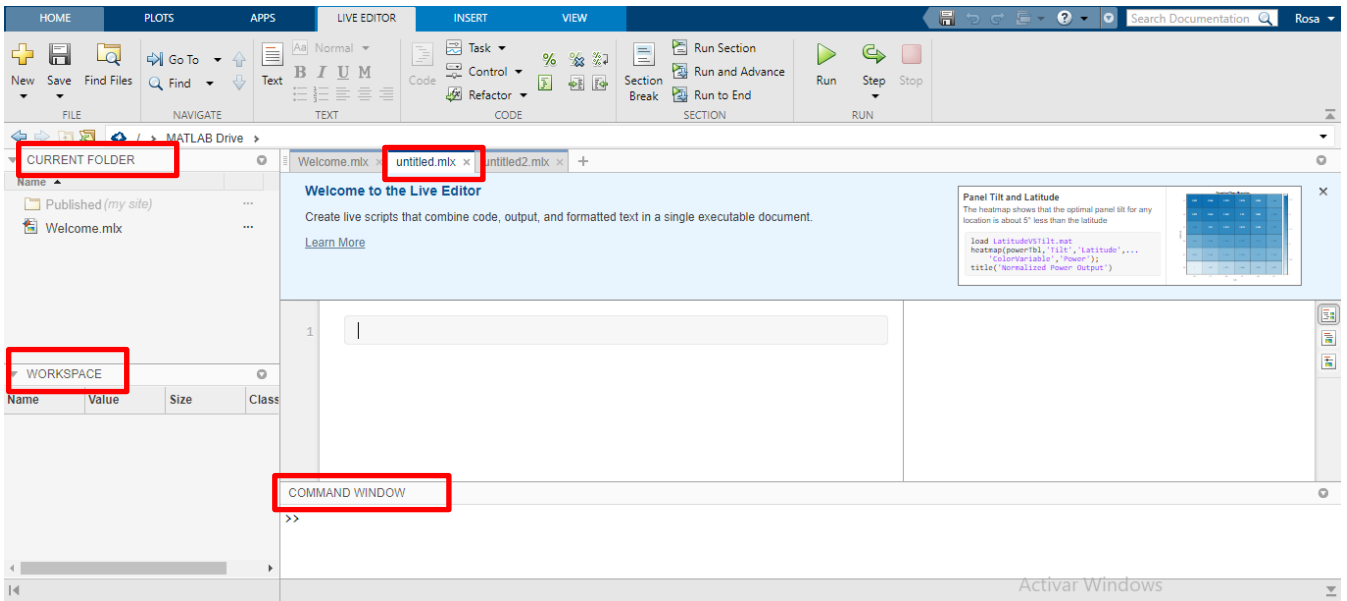 HOME PLOTS APPS LIVE EDITOR INSERT VIEW Search Documentation Rosa
New Save Find Files Go To Find Text Aa Normal B I U M Code Task Control Refactor Section Break Run Section Run and Advance Run to End Run Step Stop
FILE NAVIGATE TEXT CODE SECTION RUN
/ > MATLAB Drive >
CURRENT FOLDER
Name
Published (my site)
Welcome.mlx
WORKSPACE
Name Value Size Class
Welcome.mlx × untitled.mlx × untitled2.mlx × +
Welcome to the Live Editor
Create live scripts that combine code, output, and formatted text in a single executable document.
Learn More
Panel Tilt and Latitude
The heatmap shows that the optimal panel tilt for any
location is about 5° less than the latitude
load LatitudeVSTilt.mat
heatmap(powerTbl,'Tilt','Latitude',...
'ColorVariable','Power');
title('Normalized Power Output')
1
COMMAND WINDOW
>>
Activar Windows